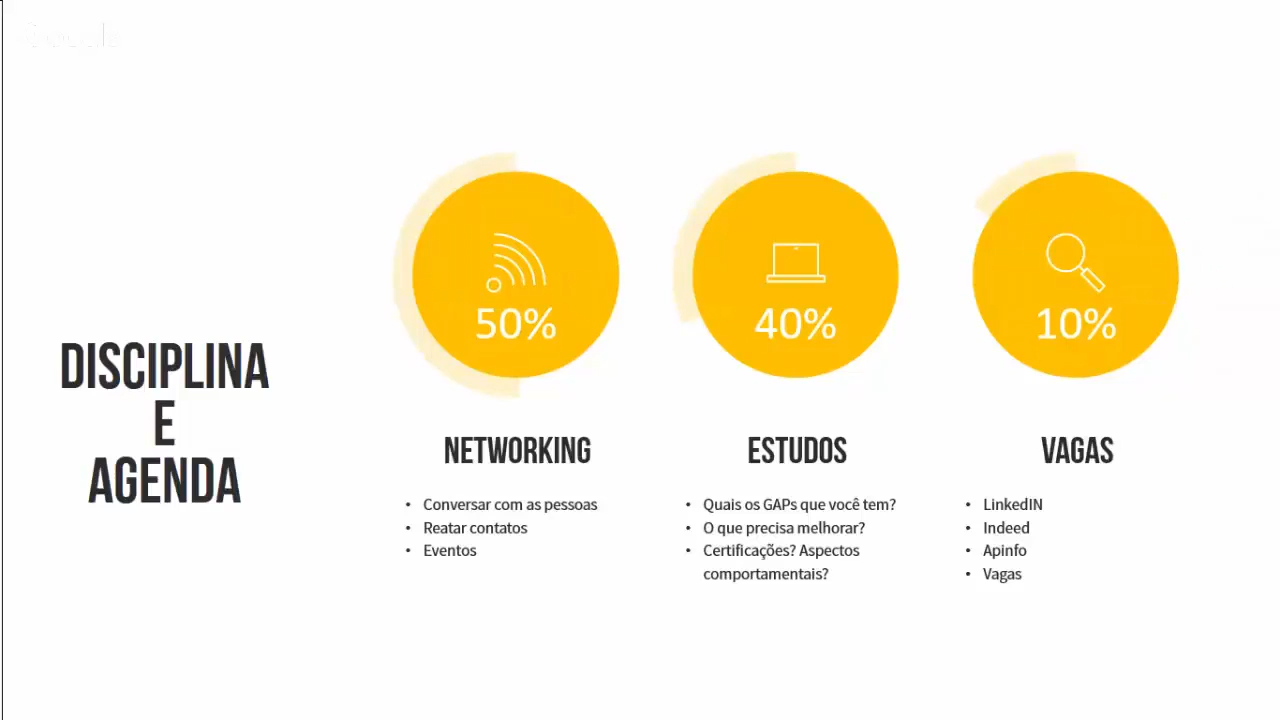 DISCIPLINA
E
AGENDA
50%
NETWORKING
• Conversar com as pessoas
• Reatar contatos
• Eventos
40%
ESTUDOS
• Quais os GAPs que você tem?
• O que precisa melhorar?
• Certificações? Aspectos
comportamentais?
10%
VAGAS
• LinkedIN
• Indeed
• Apinfo
• Vagas